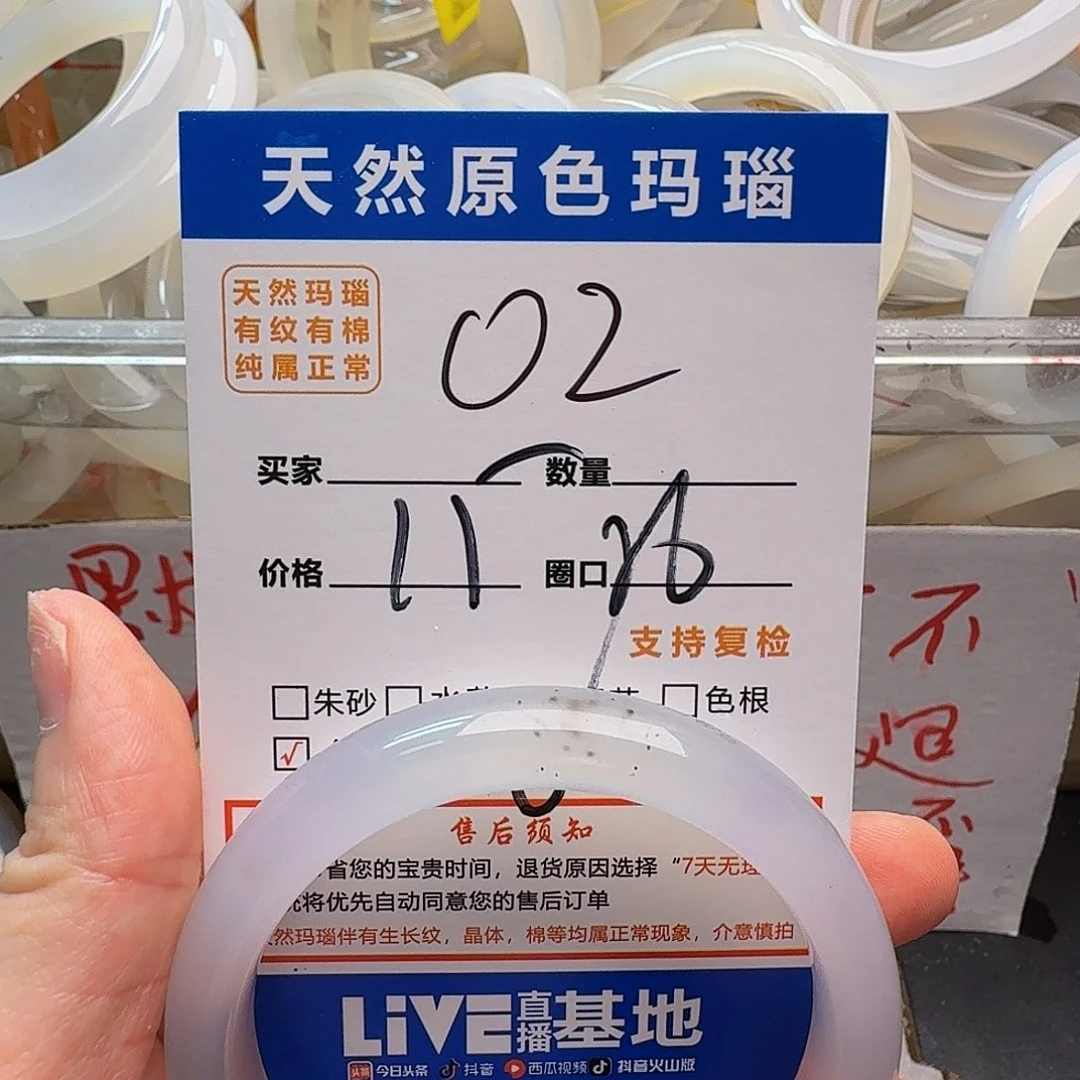 天然原色玛瑙
天然玛瑙
有纹有棉
纯属正常
02
买家 数量
价格 11 圈口
支持复检
朱砂 色根
√
售后须知
省您的宝贵时间，退货原因选择“7天无理
将优先自动同意您的售后订单
然玛瑙伴有生长纹，晶体，棉等均属正常现象，介意慎拍
LiVE直播基地
头条 今日头条 抖音 西瓜视频 抖音火山版
不
退